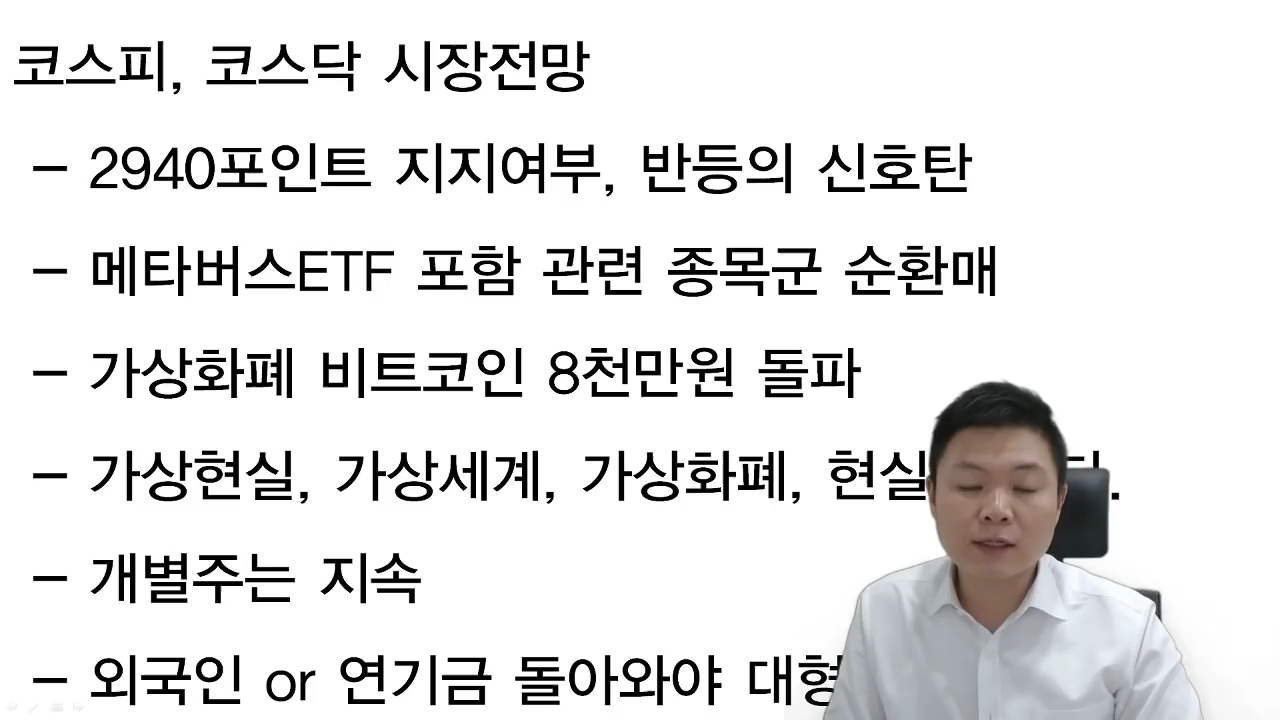 코스피, 코스닥 시장전망
- 2940포인트 지지여부, 반등의 신호탄
- 메타버스ETF 포함 관련 종목군 순환매
- 가상화폐 비트코인 8천만원 돌파
- 가상현실, 가상세계, 가상화폐, 현실
- 개별주는 지속
- 외국인 or 연기금 돌아와야